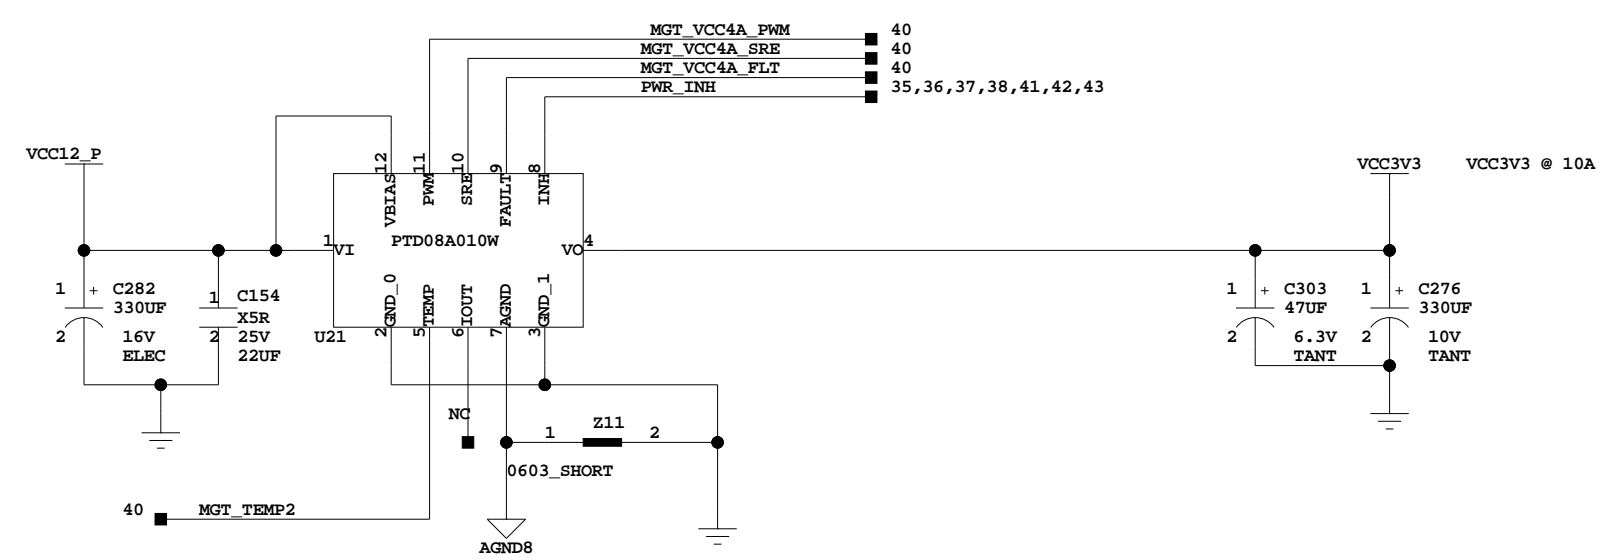 MGT_VCC4A_PWM 40
MGT_VCC4A_SRE 40
MGT_VCC4A_FLT 40
PWR_INH 35,36,37,38,41,42,43
VCC12_P
VCC3V3 VCC3V3 @ 10A
12 11 10 9 8
VBIAS PWM SRE FAULT INH
1 VI PTD08A010W VO 4
GND_0 TEMP IOUT AGND GND_1
2 5 6 7 3
U21
1 + C282
330UF
2 16V
ELEC
1 C154
X5R
2 25V
22UF
1 + C303
47UF
2 6.3V
TANT
1 + C276
330UF
2 10V
TANT
NC
1 Z11 2
0603_SHORT
40 MGT_TEMP2
AGND8